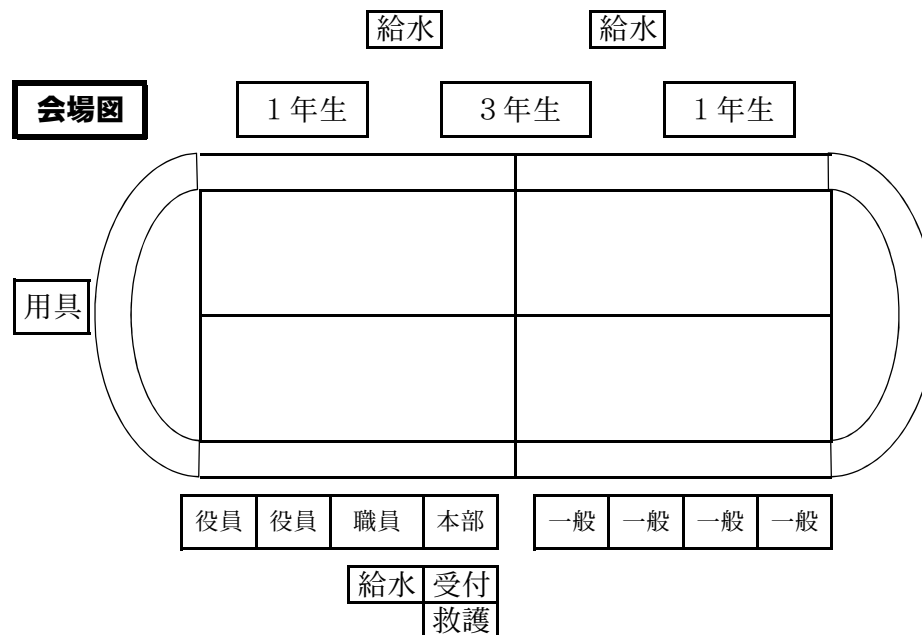 給水 給水
会場図 １年生 ３年生 １年生
用具
役員 役員 職員 本部 一般 一般 一般 一般
給水 受付
救護